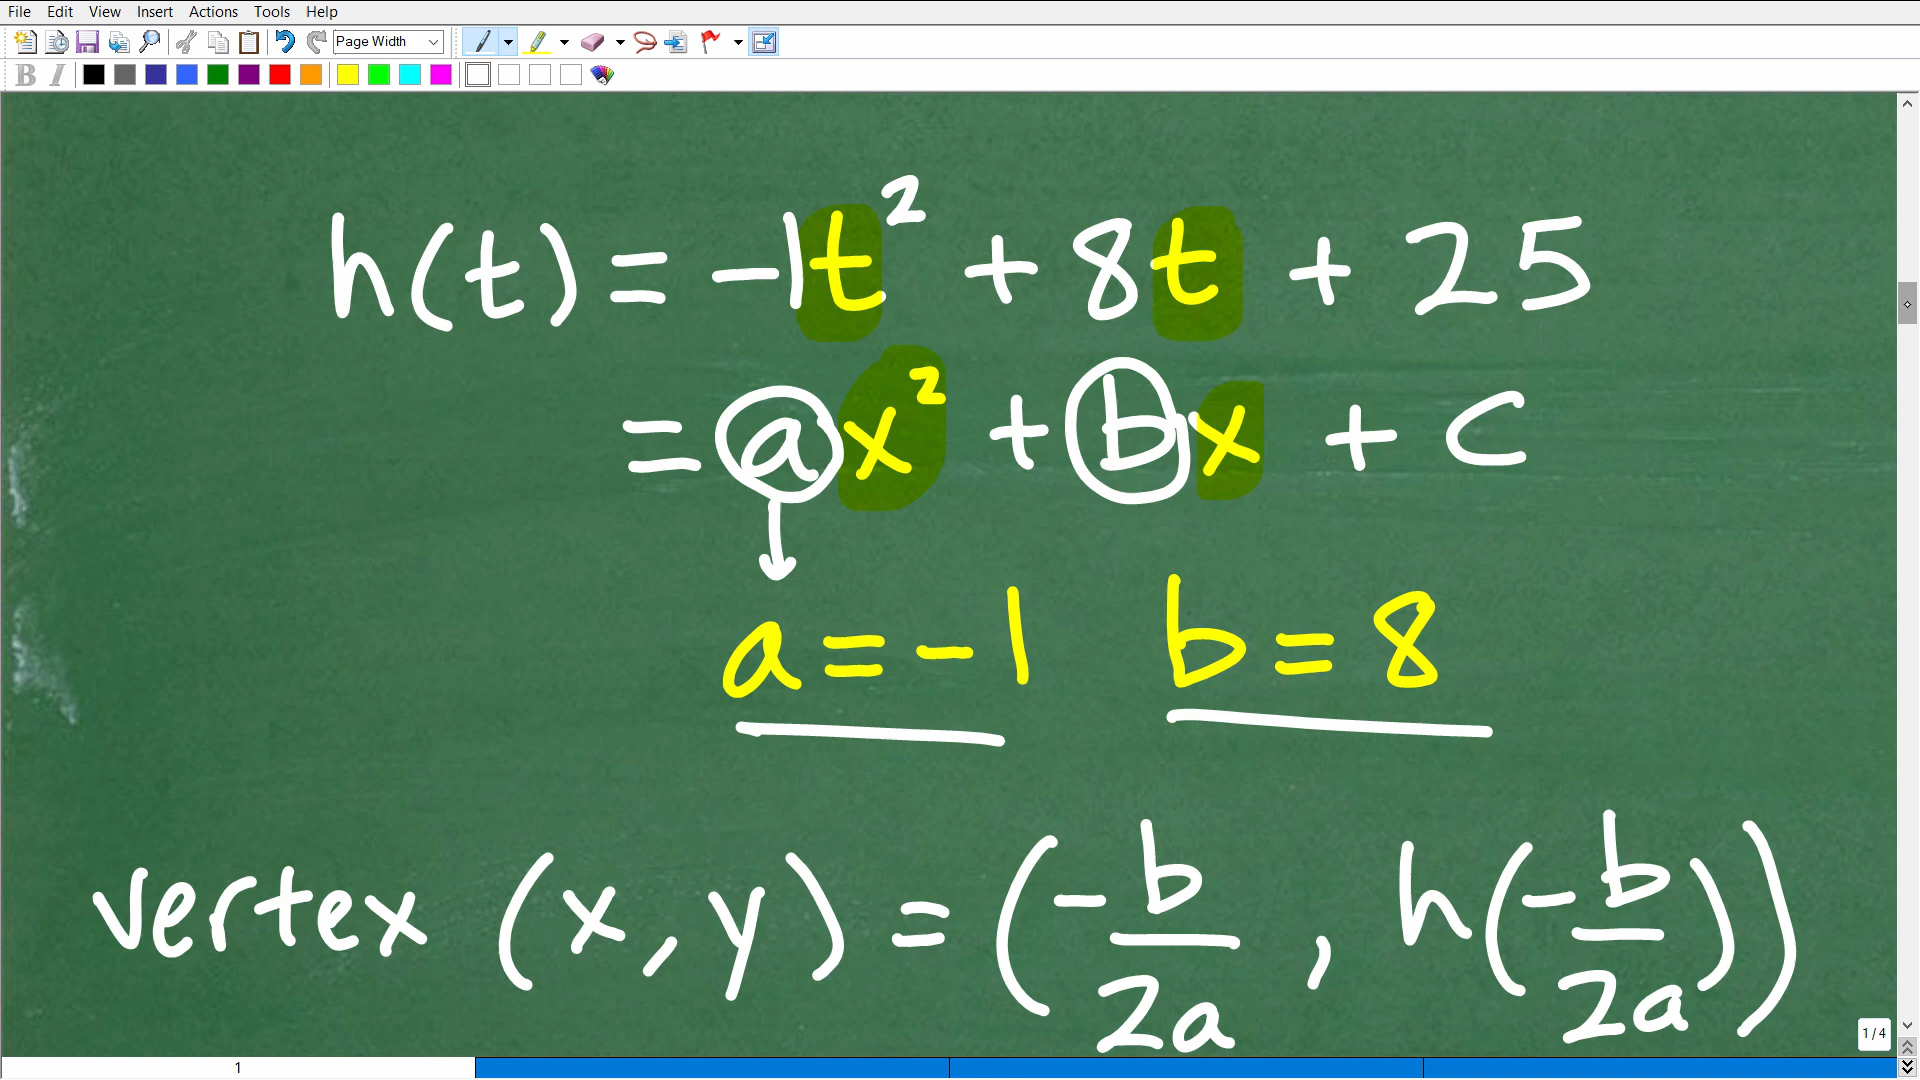 File Edit View Insert Actions Tools Help
Page Width
B I
h(t) = -1t² + 8t + 25
= ax² + bx + c
a = -1 b = 8
vertex (x, y) = (-b/2a, h(-b/2a))
1 / 4
1